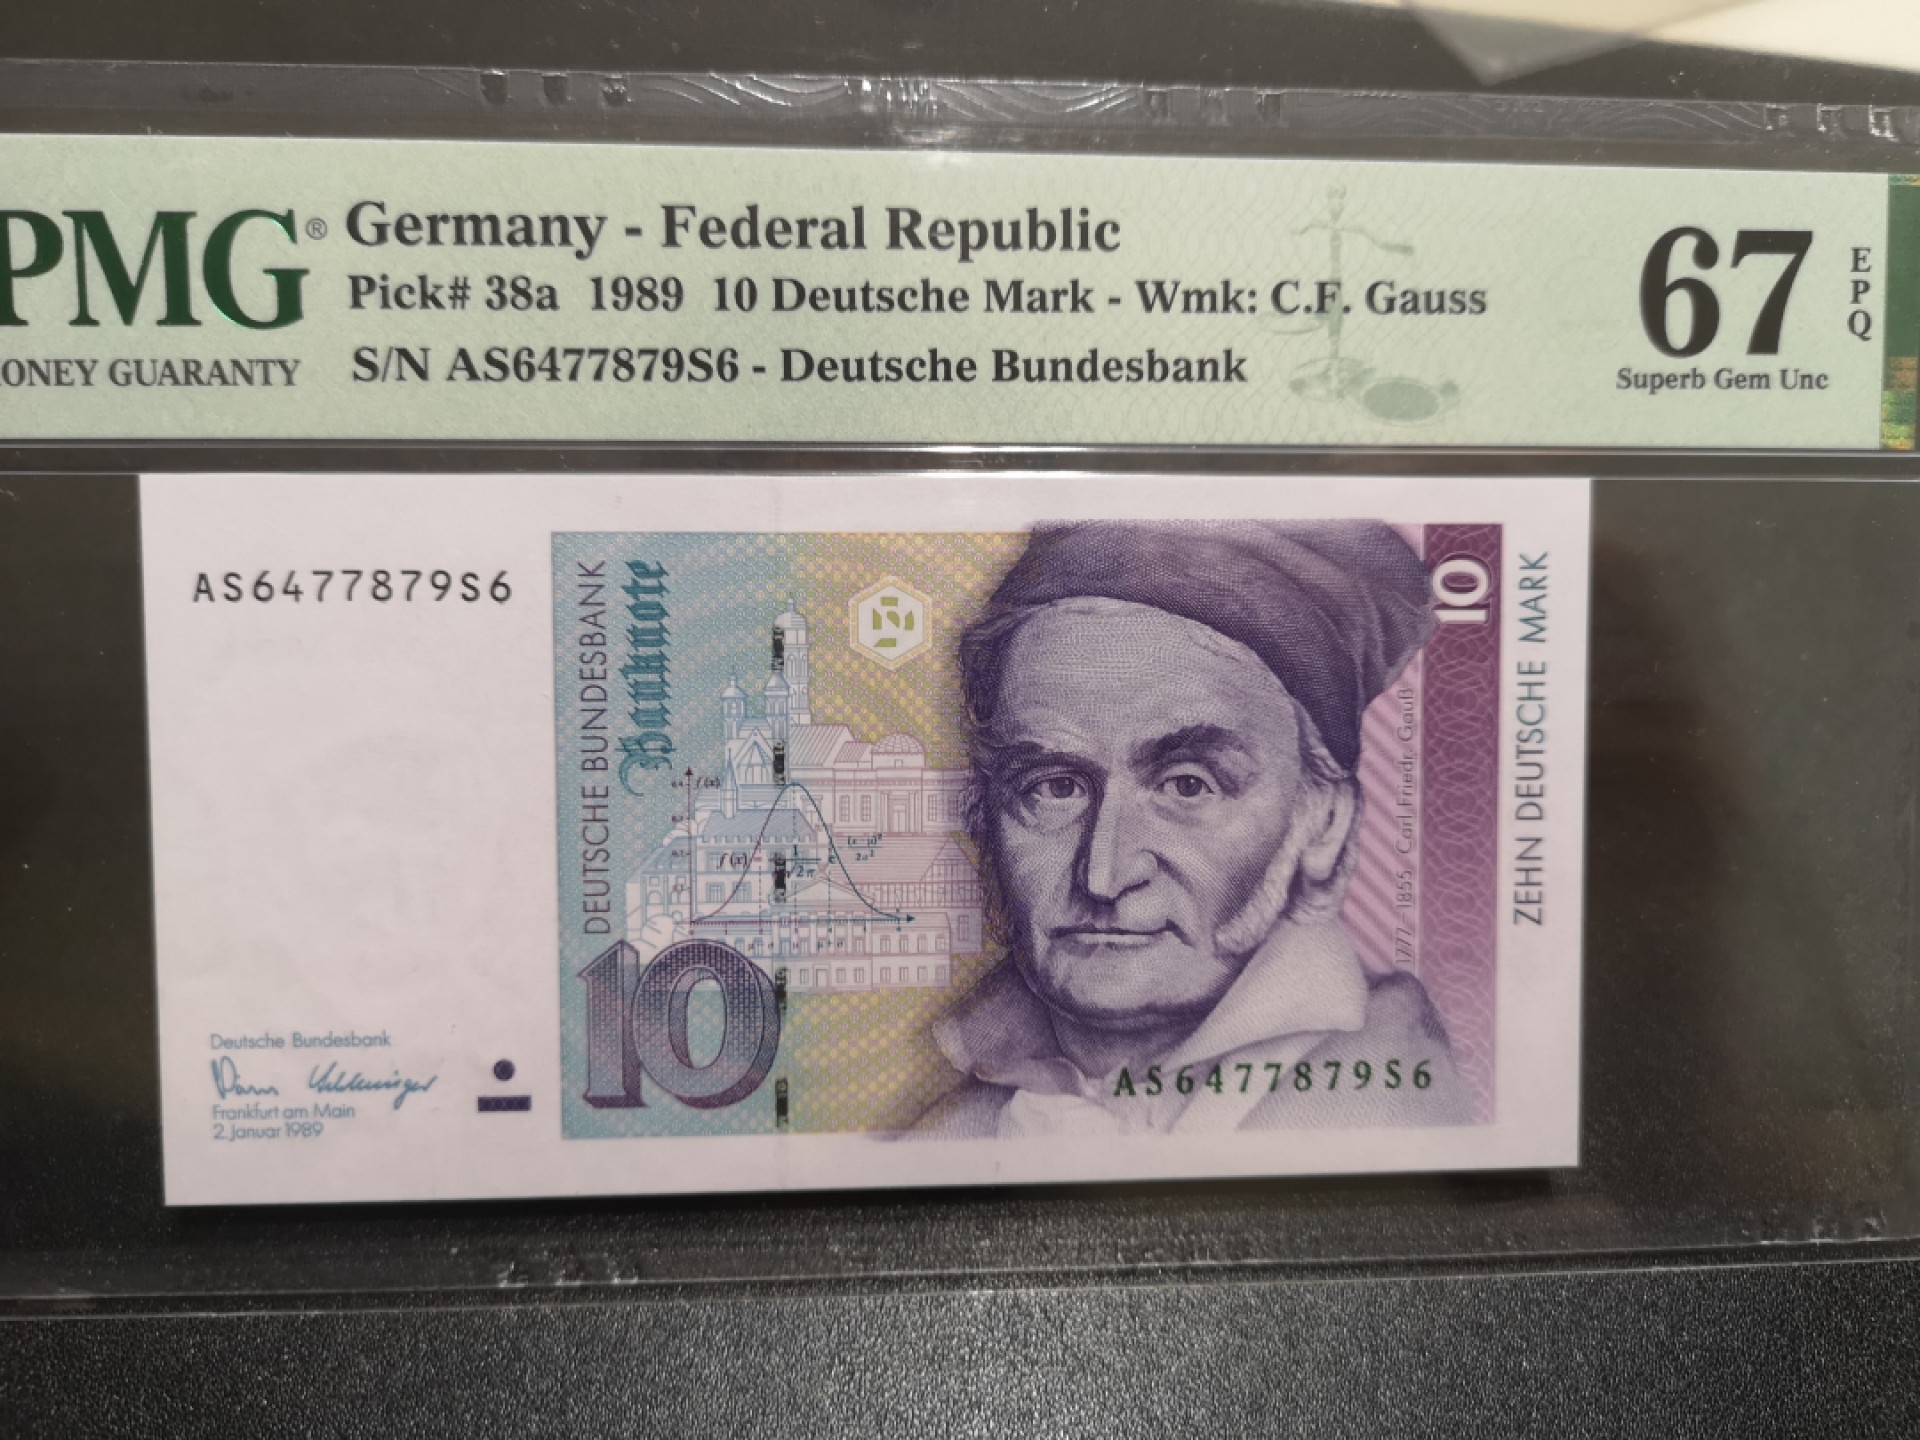 PMG® Germany - Federal Republic
Pick# 38a 1989 10 Deutsche Mark - Wmk: C.F. Gauss
S/N AS6477879S6 - Deutsche Bundesbank
GUARANTY
67
EPQ
Superb Gem Unc
AS6477879S6
DEUTSCHE BUNDESBANK
Banknote
f(x)
10
Deutsche Bundesbank
Frankfurt am Main
2. Januar 1989
1777–1855 Carl Friedr. Gauß
10
ZEHN DEUTSCHE MARK
AS6477879S6